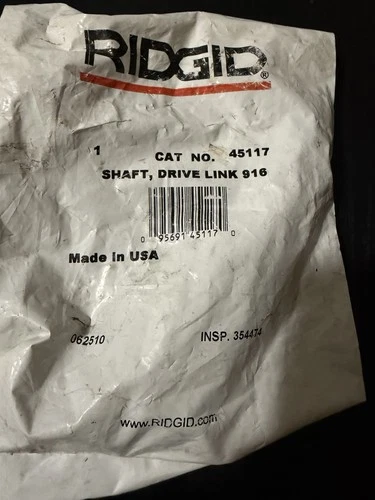 RIDGID®
1 CAT NO. 45117
SHAFT, DRIVE LINK 916
0 95691 45117 0
Made in USA
062510 INSP. 354474
www.RIDGID.com